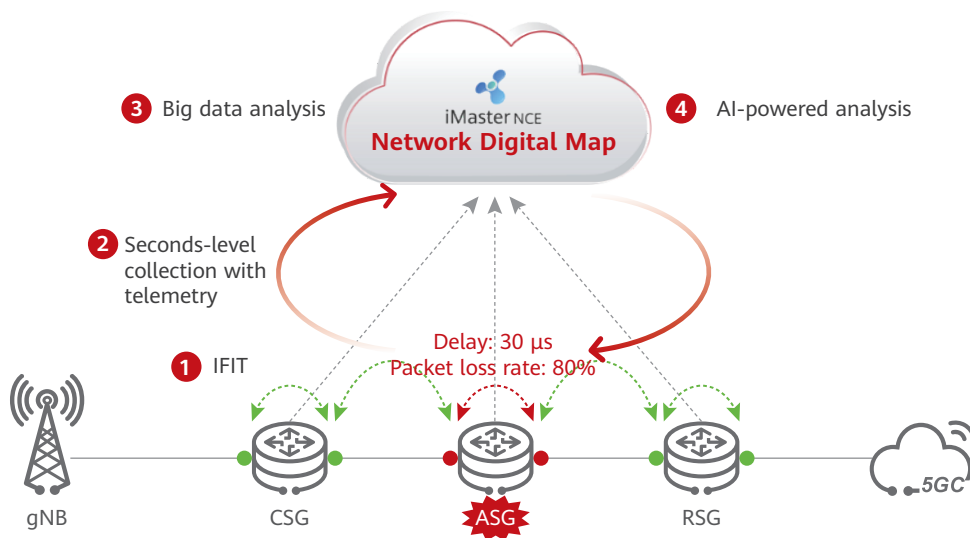 3 Big data analysis
iMaster NCE
Network Digital Map
4 AI-powered analysis
2 Seconds-level
collection with
telemetry
Delay: 30 µs
Packet loss rate: 80%
1 IFIT
5GC
gNB
CSG
ASG
RSG